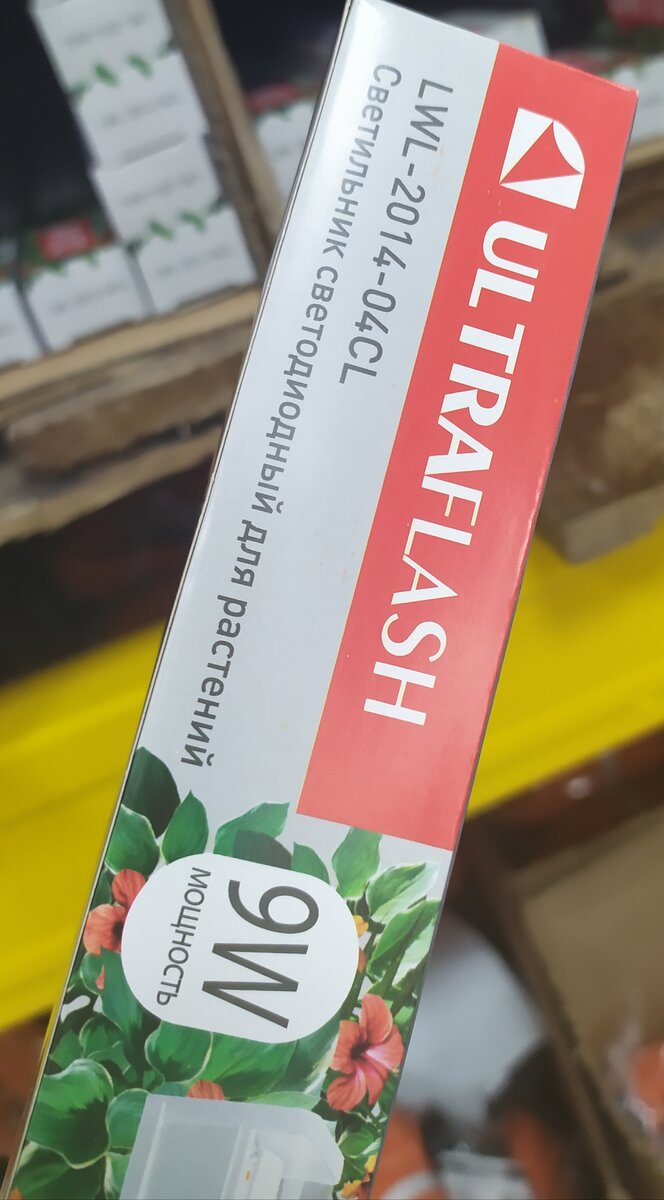 ULTRAFLASH
LWL-2014-04CL
Светильник светодиодный для растений
9W
МОЩНОСТЬ